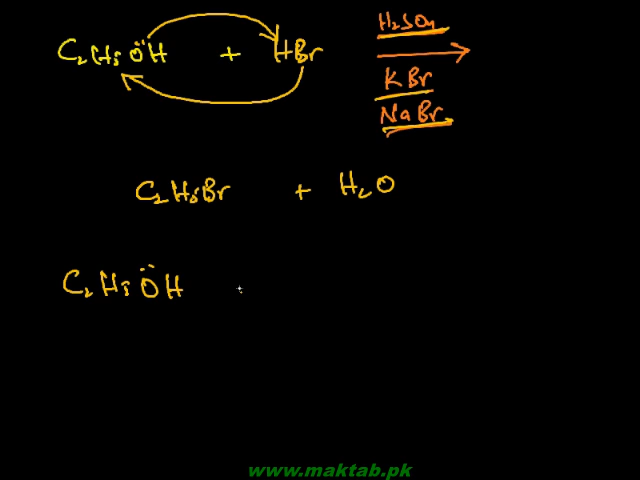 C₂H₅ÖH + HBr H₂SO₄
KBr
NaBr
C₂H₅Br + H₂O
C₂H₅ÖH
www.maktab.pk